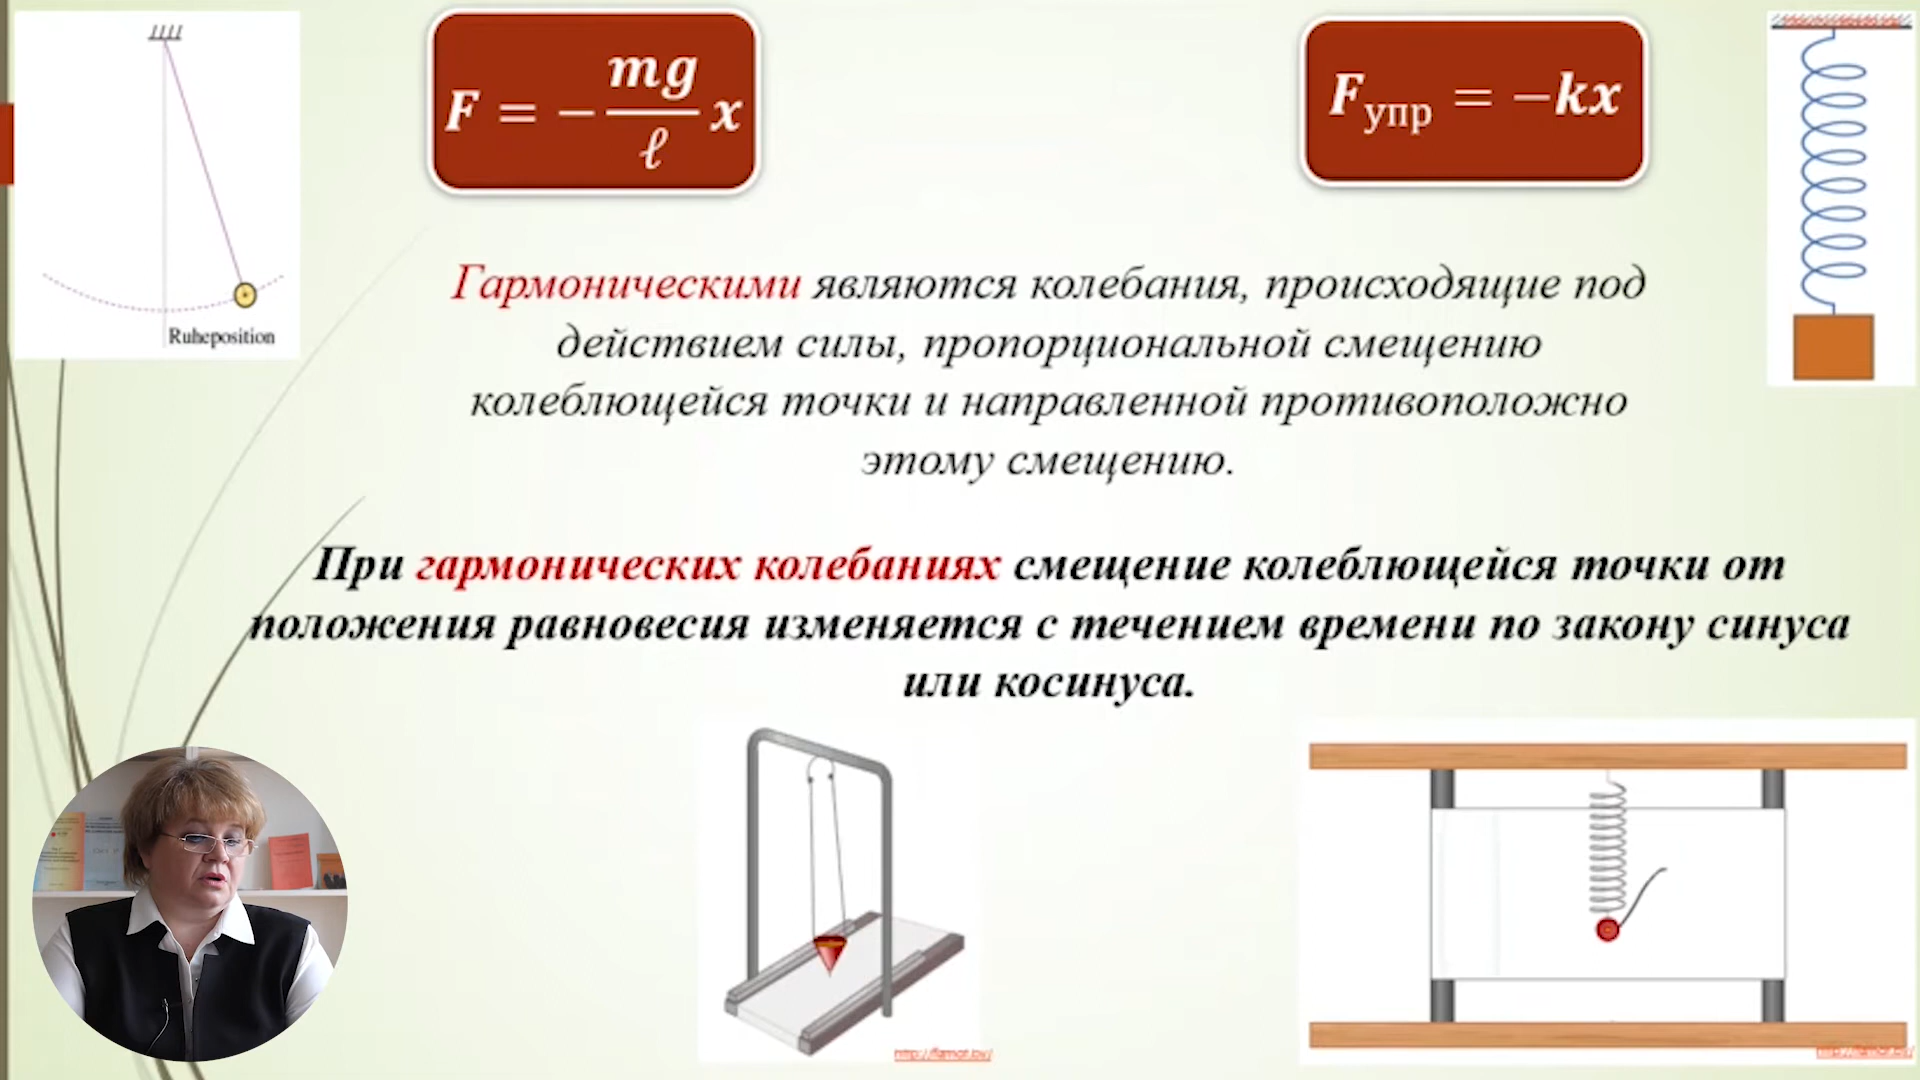 F = −mg/ℓ x
Fупр = −kx
Ruheposition
Гармоническими являются колебания, происходящие под
действием силы, пропорциональной смещению
колеблющейся точки и направленной противоположно
этому смещению.
При гармонических колебаниях смещение колеблющейся точки от
положения равновесия изменяется с течением времени по закону синуса
или косинуса.